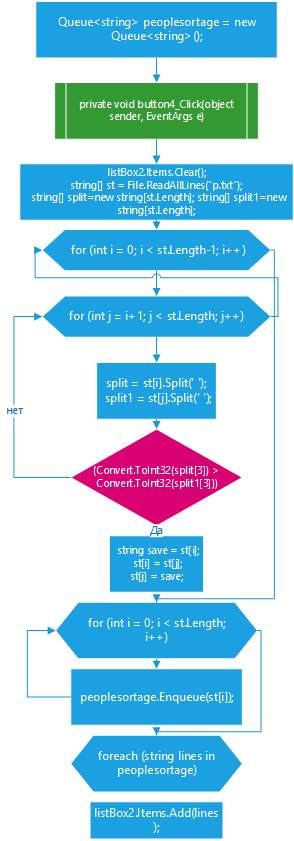 Queue<string> peoplesortage = new
Queue<string> ();
private void button4_Click(object
sender, EventArgs e)
listBox2.Items.Clear();
string[] st = File.ReadAllLines("p.txt");
string[] split=new string[st.Length]; string[] split1=new
string[st.Length];
for (int i = 0; i < st.Length-1; i++ )
for (int j = i+1; j < st.Length; j++)
split = st[i].Split(' ');
split1 = st[j].Split(' ');
нет
(Convert.ToInt32(split[3]) >
Convert.ToInt32(split1[3]))
Да
string save = st[i];
st[i] = st[j];
st[j] = save;
for (int i = 0; i < st.Length;
i++)
peoplesortage.Enqueue(st[i]);
foreach (string lines in
peoplesortage)
listBox2.Items.Add(lines
);